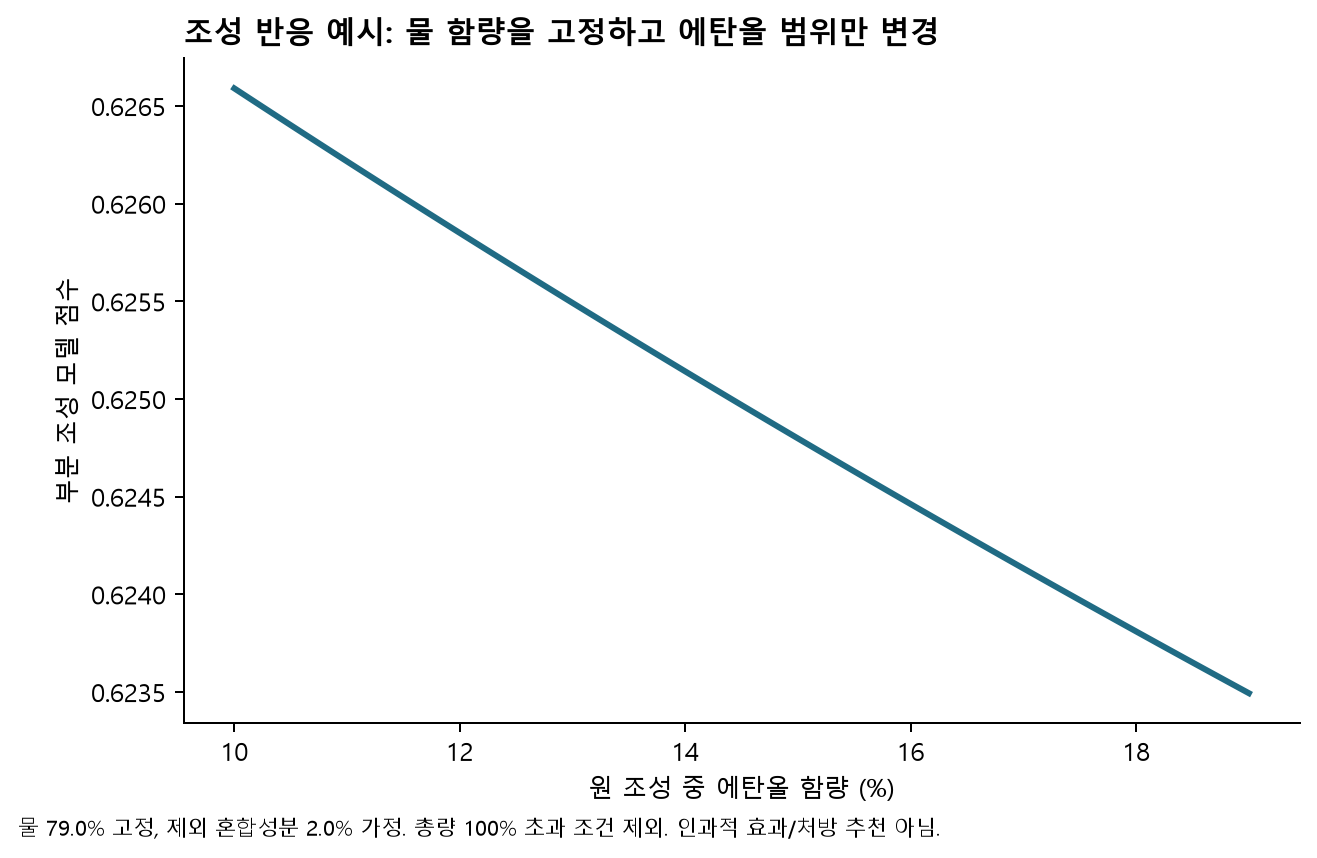 조성 반응 예시: 물 함량을 고정하고 에탄올 범위만 변경
0.6265
0.6260
0.6255
0.6250
0.6245
0.6240
0.6235
부분 조성 모델 점수
10 12 14 16 18
원 조성 중 에탄올 함량 (%)
물 79.0% 고정, 제외 혼합성분 2.0% 가정. 총량 100% 초과 조건 제외. 인과적 효과/처방 추천 아님.